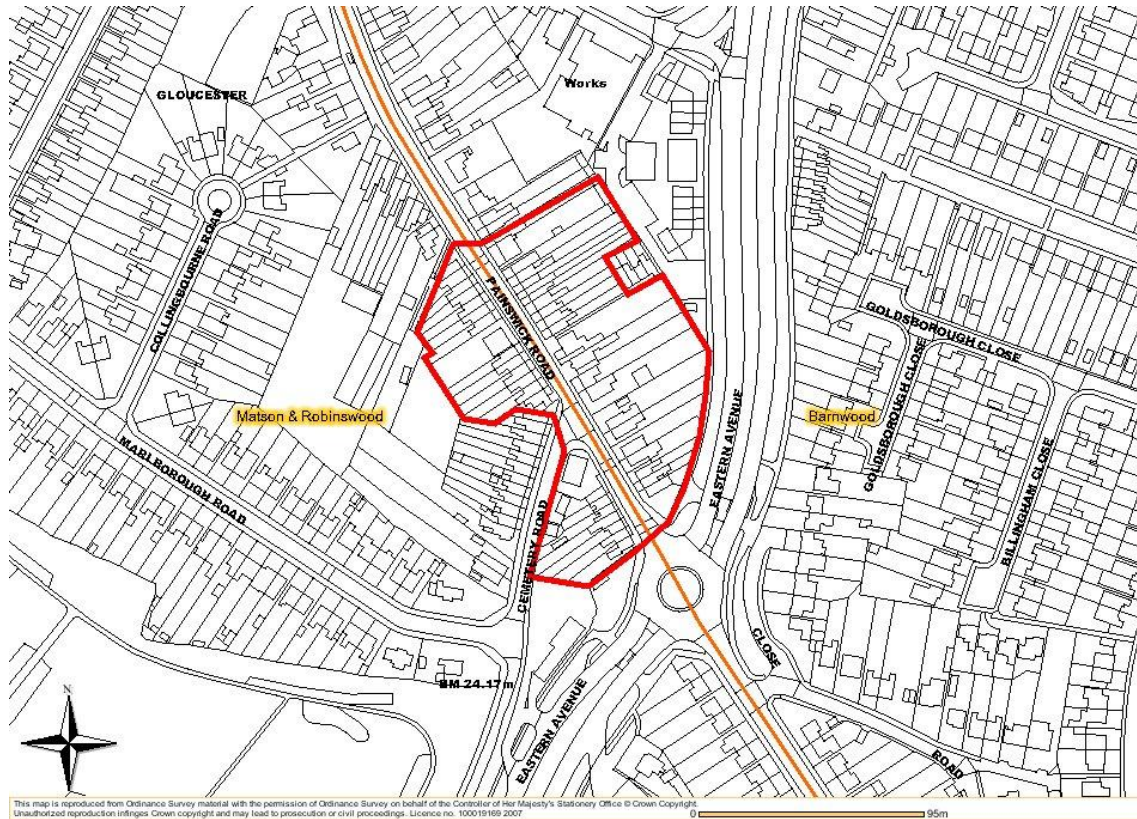 GLOUCESTER
Works
COLLINGBOURNE ROAD
PAINSWICK ROAD
GOLDSBOROUGH CLOSE
GOLDSBOROUGH CLOSE
Matson & Robinswood
Barnwood
EASTERN AVENUE
MARLBOROUGH ROAD
BILLINGHAM CLOSE
CEMETERY ROAD
CLOSE
BM 24.17m
EASTERN AVENUE
ROAD
N
This map is reproduced from Ordinance Survey material with the permission of Ordinance Survey on behalf of the Controller of Her Majesty's Stationery Office © Crown Copyright.
Unauthorized reproduction infringes Crown copyright and may lead to prosecution or civil proceedings. Licence no. 100019169 2007
0 95m